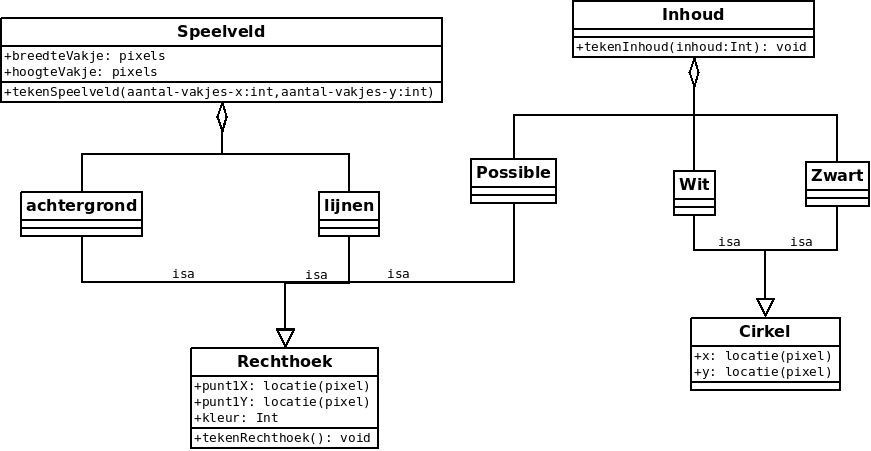 Speelveld
+breedteVakje: pixels
+hoogteVakje: pixels
+tekenSpeelveld(aantal-vakjes-x:int,aantal-vakjes-y:int)
Inhoud
+tekenInhoud(inhoud:Int): void
achtergrond
lijnen
Possible
Wit
Zwart
isa
isa
isa
isa
isa
Rechthoek
+punt1X: locatie(pixel)
+punt1Y: locatie(pixel)
+kleur: Int
+tekenRechthoek(): void
Cirkel
+x: locatie(pixel)
+y: locatie(pixel)